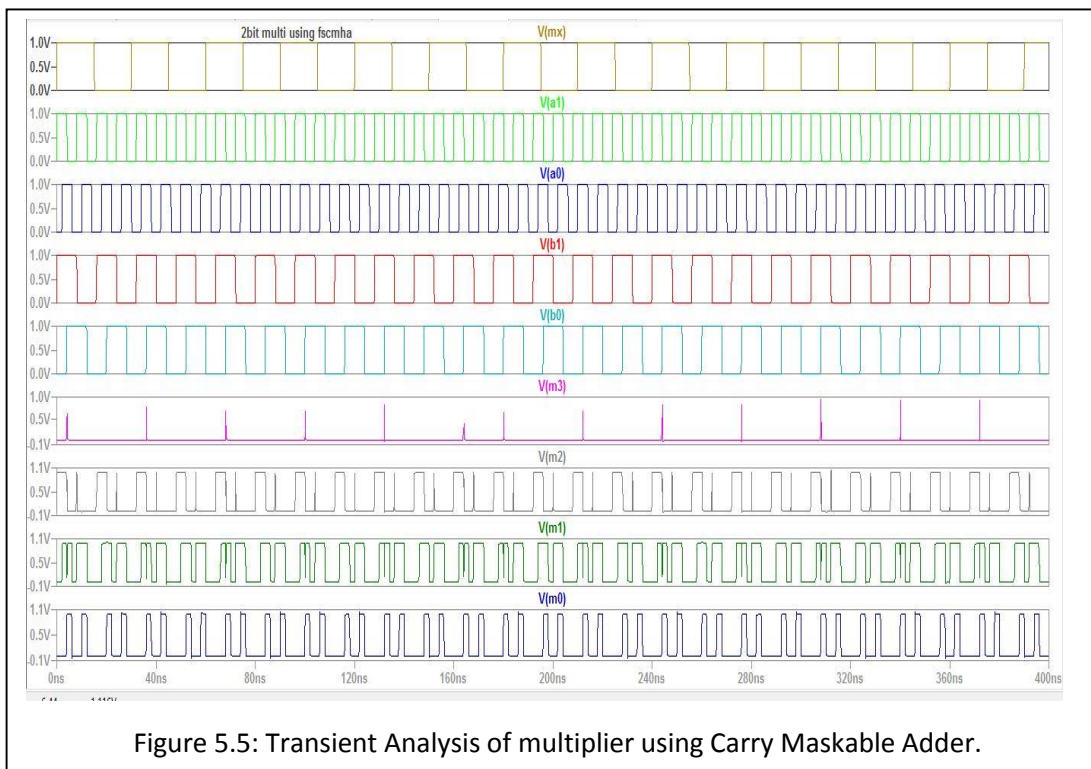 2bit multi using fscmha
V(mx)
1.0V
0.5V
0.0V
V(a1)
1.0V
0.5V
0.0V
V(a0)
1.0V
0.5V
0.0V
V(b1)
1.0V
0.5V
0.0V
V(b0)
1.0V
0.5V
0.0V
V(m3)
1.0V
0.5V
-0.1V
V(m2)
1.1V
0.5V
-0.1V
V(m1)
1.1V
0.5V
-0.1V
V(m0)
1.1V
0.5V
-0.1V
0ns 40ns 80ns 120ns 160ns 200ns 240ns 280ns 320ns 360ns 400ns
Figure 5.5: Transient Analysis of multiplier using Carry Maskable Adder.